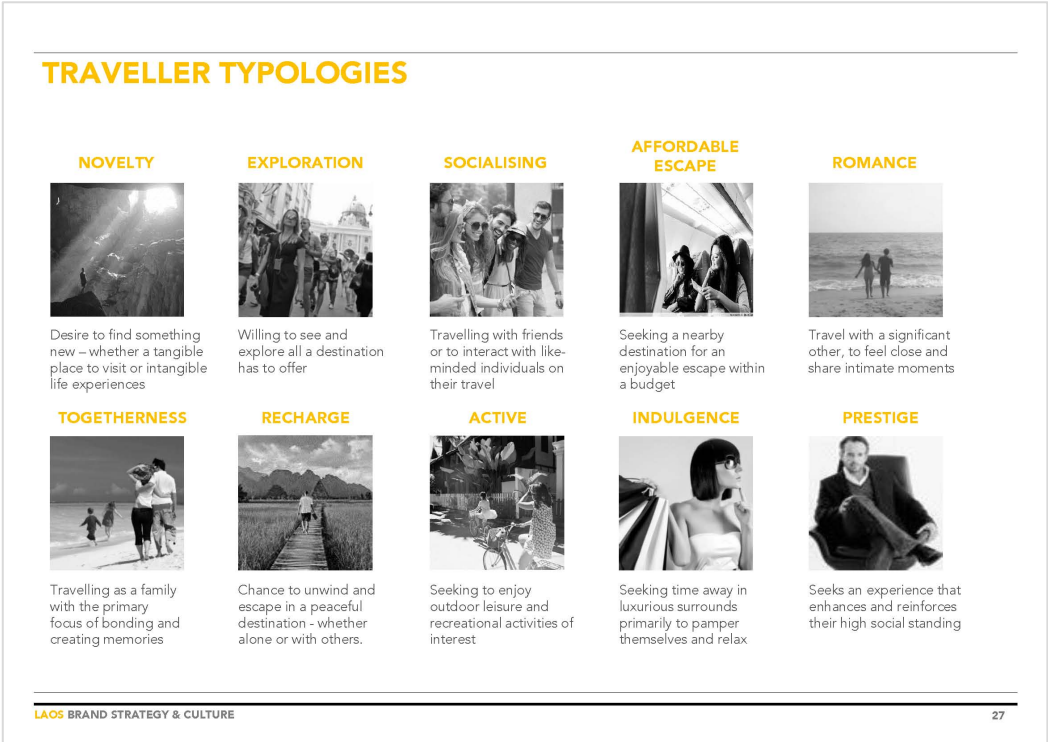 TRAVELLER TYPOLOGIES
NOVELTY
Desire to find something
new – whether a tangible
place to visit or intangible
life experiences
EXPLORATION
Willing to see and
explore all a destination
has to offer
SOCIALISING
Travelling with friends
or to interact with like-
minded individuals on
their travel
AFFORDABLE
ESCAPE
Seeking a nearby
destination for an
enjoyable escape within
a budget
ROMANCE
Travel with a significant
other, to feel close and
share intimate moments
TOGETHERNESS
Travelling as a family
with the primary
focus of bonding and
creating memories
RECHARGE
Chance to unwind and
escape in a peaceful
destination - whether
alone or with others.
ACTIVE
Seeking to enjoy
outdoor leisure and
recreational activities of
interest
INDULGENCE
Seeking time away in
luxurious surrounds
primarily to pamper
themselves and relax
PRESTIGE
Seeks an experience that
enhances and reinforces
their high social standing
LAOS BRAND STRATEGY & CULTURE
27